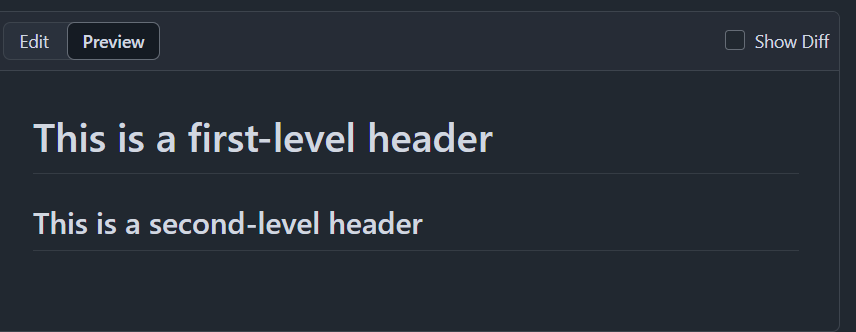 Edit Preview Show Diff
This is a first-level header
This is a second-level header